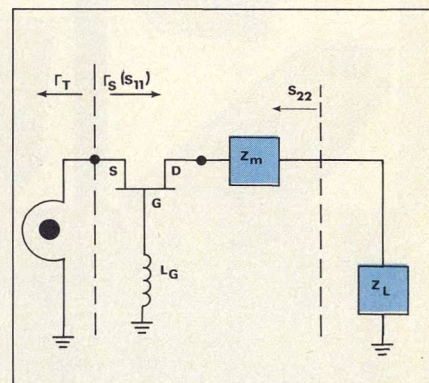 Γ_T
Γ_S (S_11)
S_22
S
D
Z_m
G
L_G
Z_L